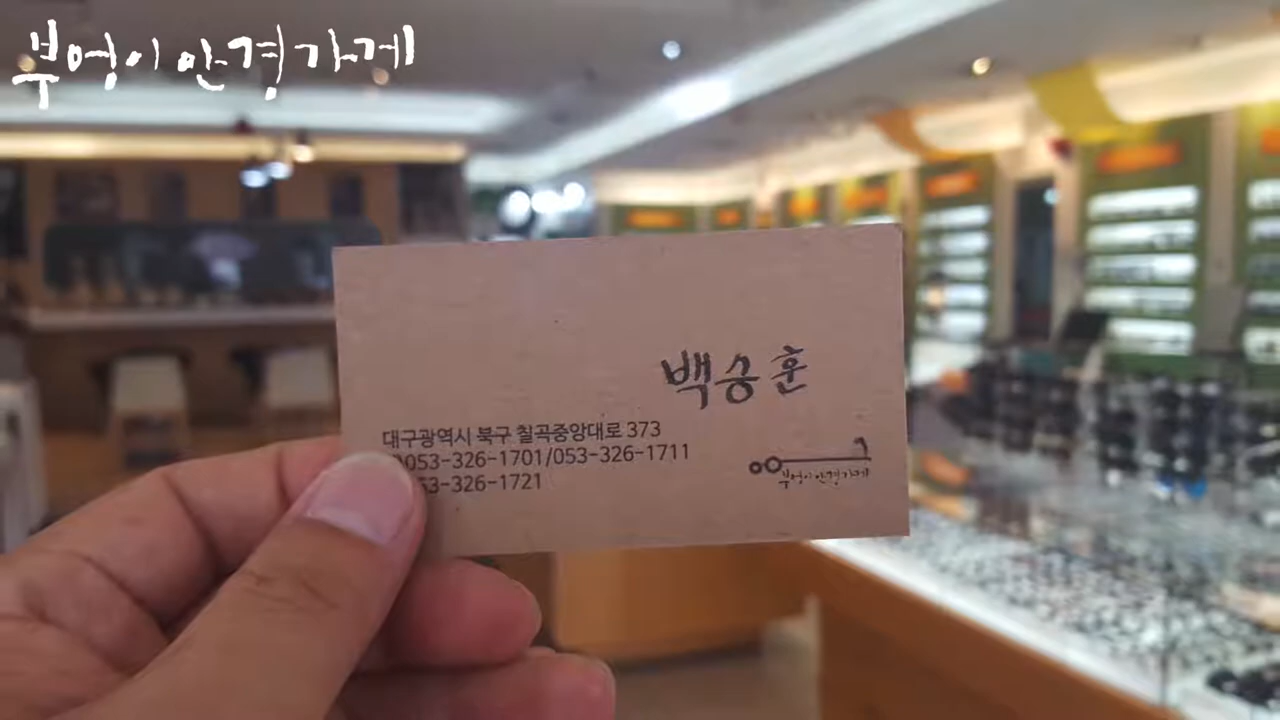 부엉이안경가게
백승훈
대구광역시 북구 칠곡중앙대로 373
053-326-1701/053-326-1711
53-326-1721
부엉이안경가게